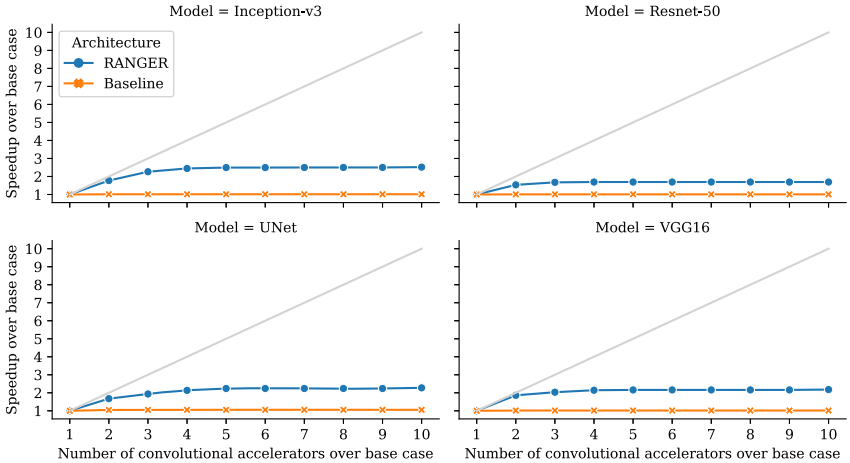 Model = Inception-v3
Model = Resnet-50
Speedup over base case
10
9
8
7
6
5
4
3
2
1
Architecture
RANGER
Baseline
Model = UNet
Model = VGG16
Speedup over base case
10
9
8
7
6
5
4
3
2
1
1 2 3 4 5 6 7 8 9 10
1 2 3 4 5 6 7 8 9 10
Number of convolutional accelerators over base case
Number of convolutional accelerators over base case